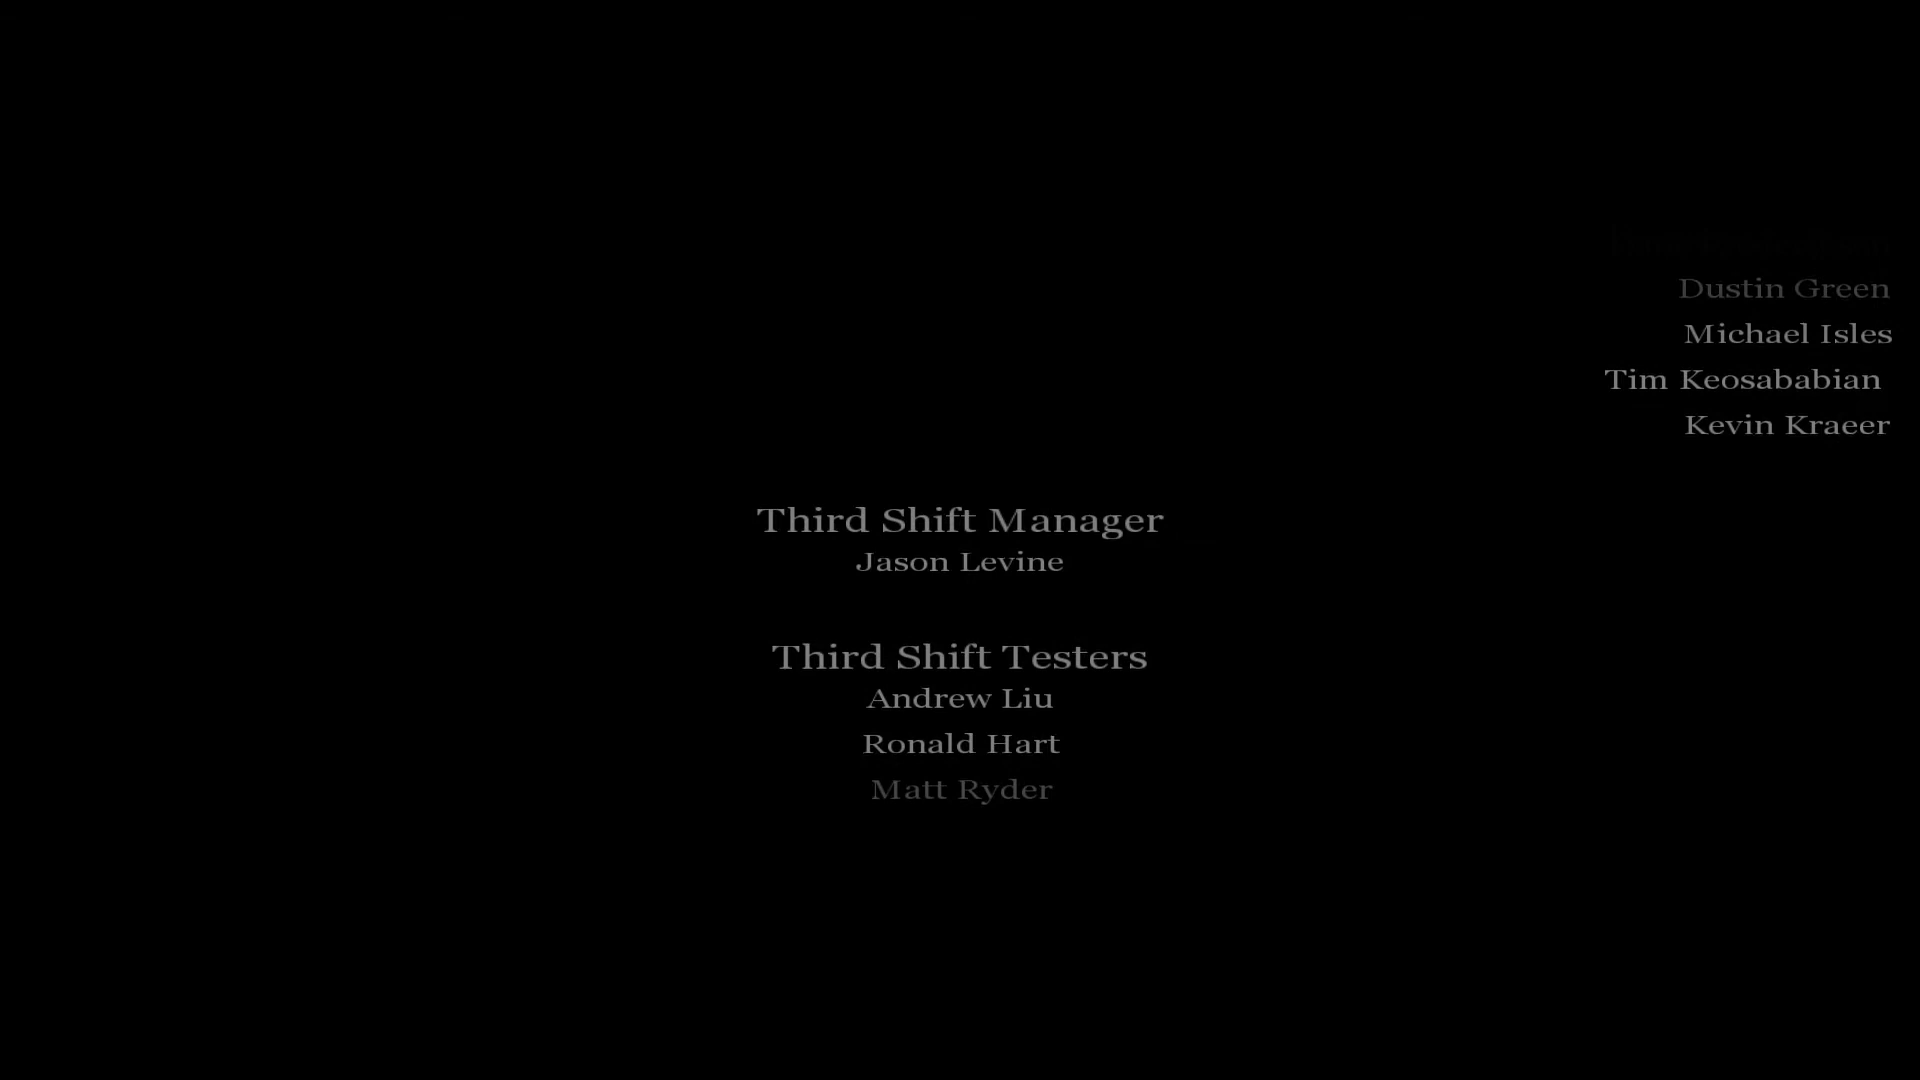 Dustin Green
Michael Isles
Tim Keosababian
Kevin Kraeer
Third Shift Manager
Jason Levine
Third Shift Testers
Andrew Liu
Ronald Hart
Matt Ryder